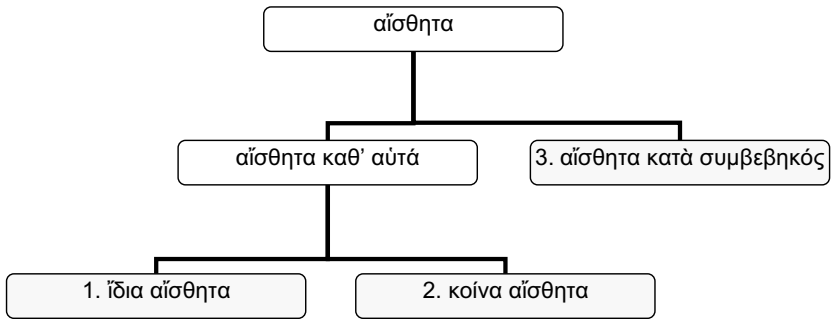 αἴσθητα
αἴσθητα καθ’ αὑτά
3. αἴσθητα κατὰ συμβεβηκός
1. ἴδια αἴσθητα
2. κοίνα αἴσθητα